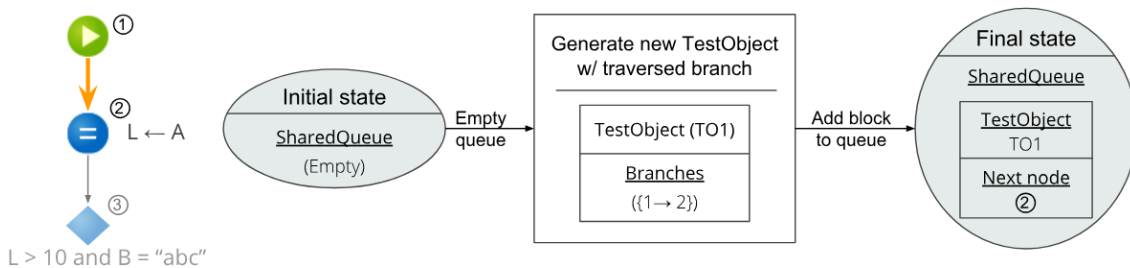 ①
②
=
L ← A
③
L > 10 and B = “abc”
Initial state
SharedQueue
(Empty)
Empty
queue
Generate new TestObject
w/ traversed branch
TestObject (TO1)
Branches
({1→ 2})
Add block
to queue
Final state
SharedQueue
TestObject
TO1
Next node
②